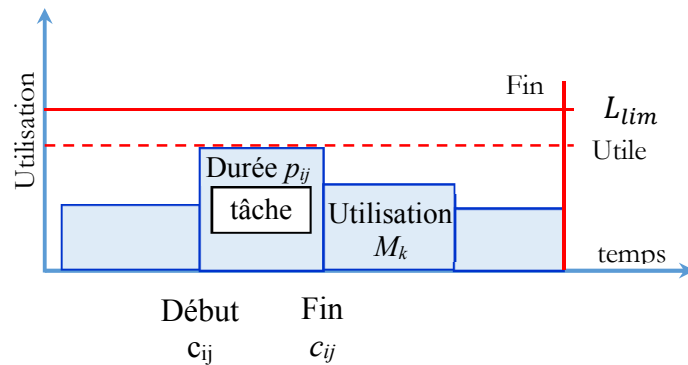 Utilisation
Fin
L_lim
Utile
Durée p_ij
tâche
Utilisation
M_k
temps
Début
c_ij
Fin
c_ij